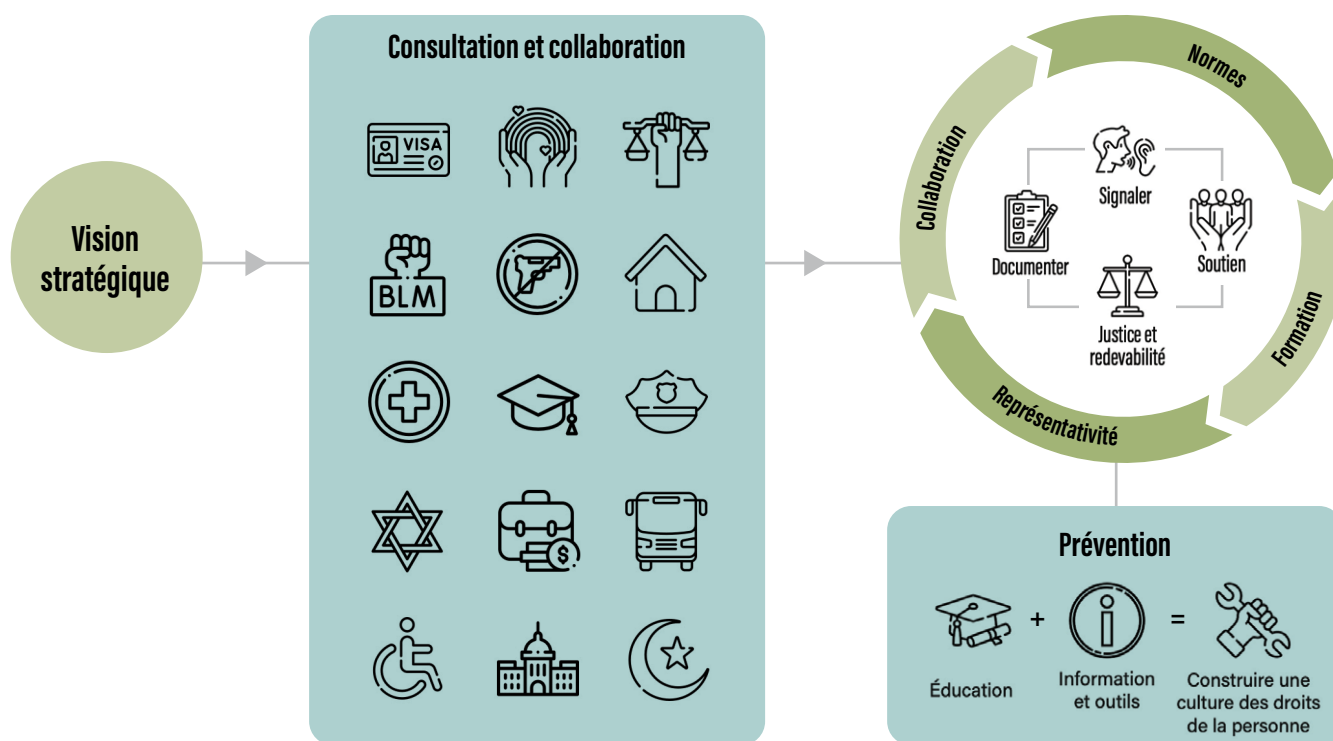 Vision
stratégique
Consultation et collaboration
VISA
BLM
$
Normes
Collaboration
Formation
Représentativité
Signaler
Documenter
Soutien
Justice et
redevabilité
Prévention
+
=
Éducation
Information
et outils
Construire une
culture des droits
de la personne